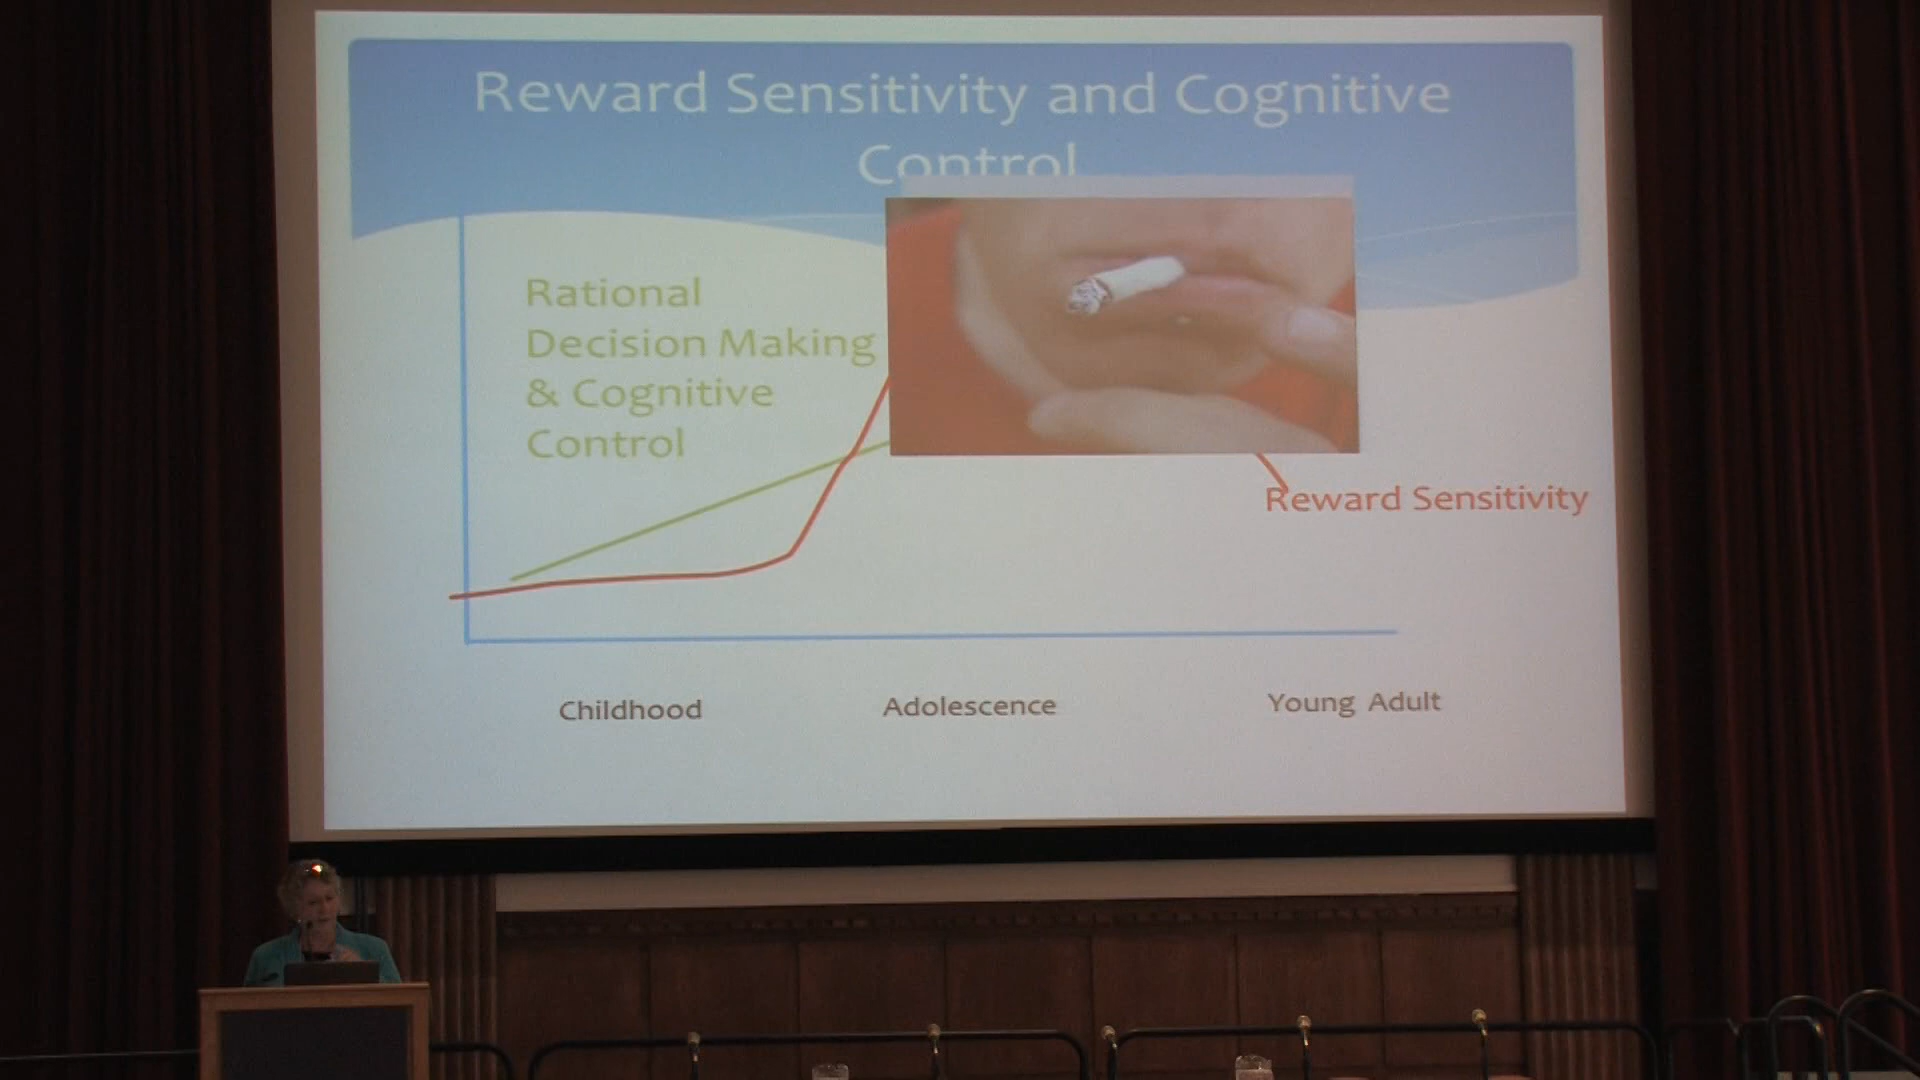 Reward Sensitivity and Cognitive
Control
Rational
Decision Making
& Cognitive
Control
Reward Sensitivity
Childhood
Adolescence
Young Adult